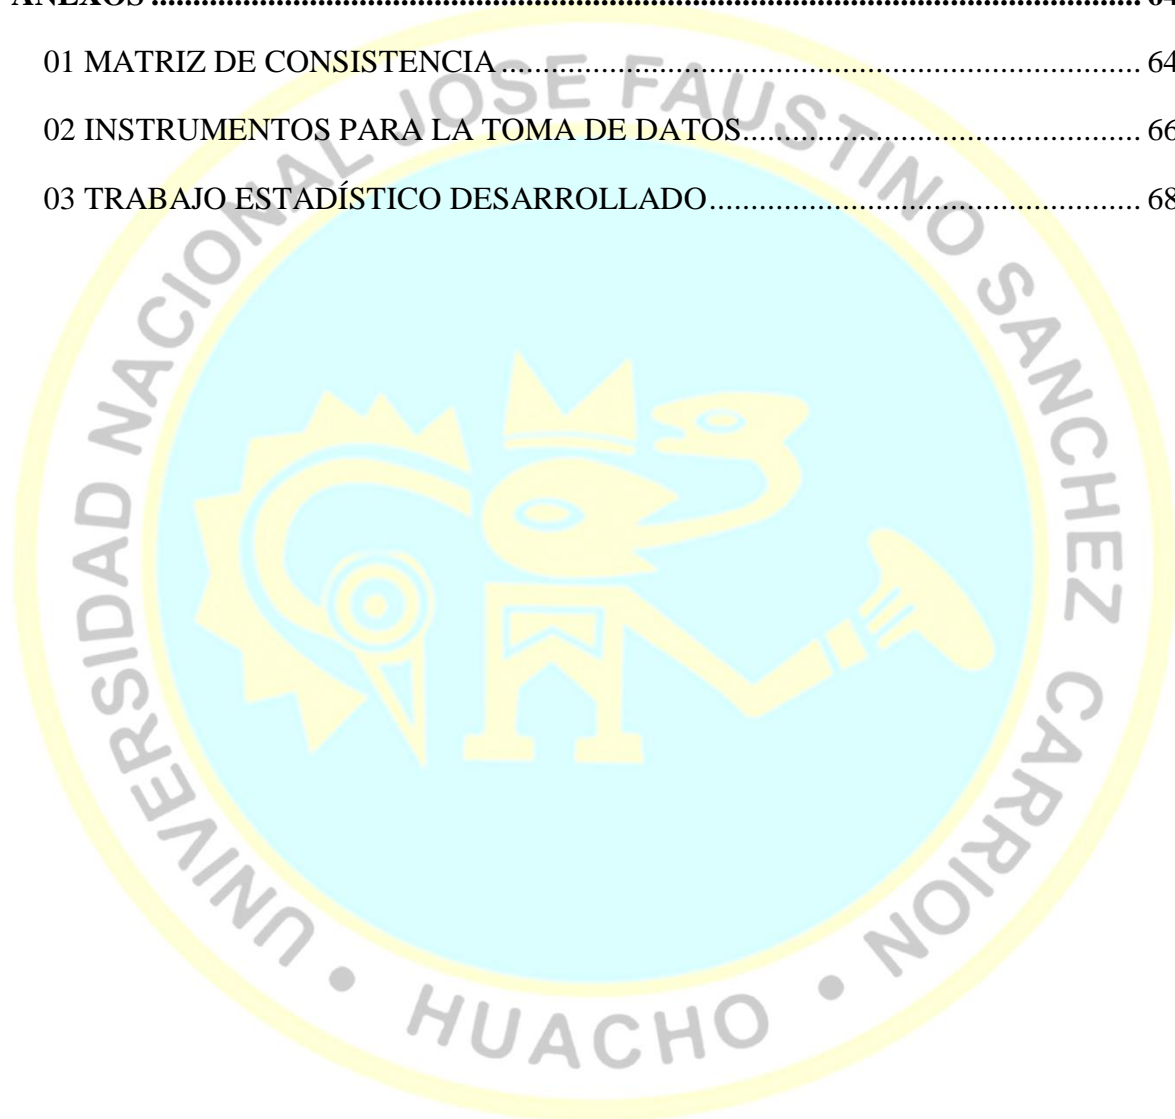 ANEXOS ........................................................................................................................ 64
01 MATRIZ DE CONSISTENCIA ............................................................................ 64
02 INSTRUMENTOS PARA LA TOMA DE DATOS ............................................... 66
03 TRABAJO ESTADÍSTICO DESARROLLADO .................................................... 68
UNIVERSIDAD NACIONAL JOSE FAUSTINO SANCHEZ CARRION • HUACHO •